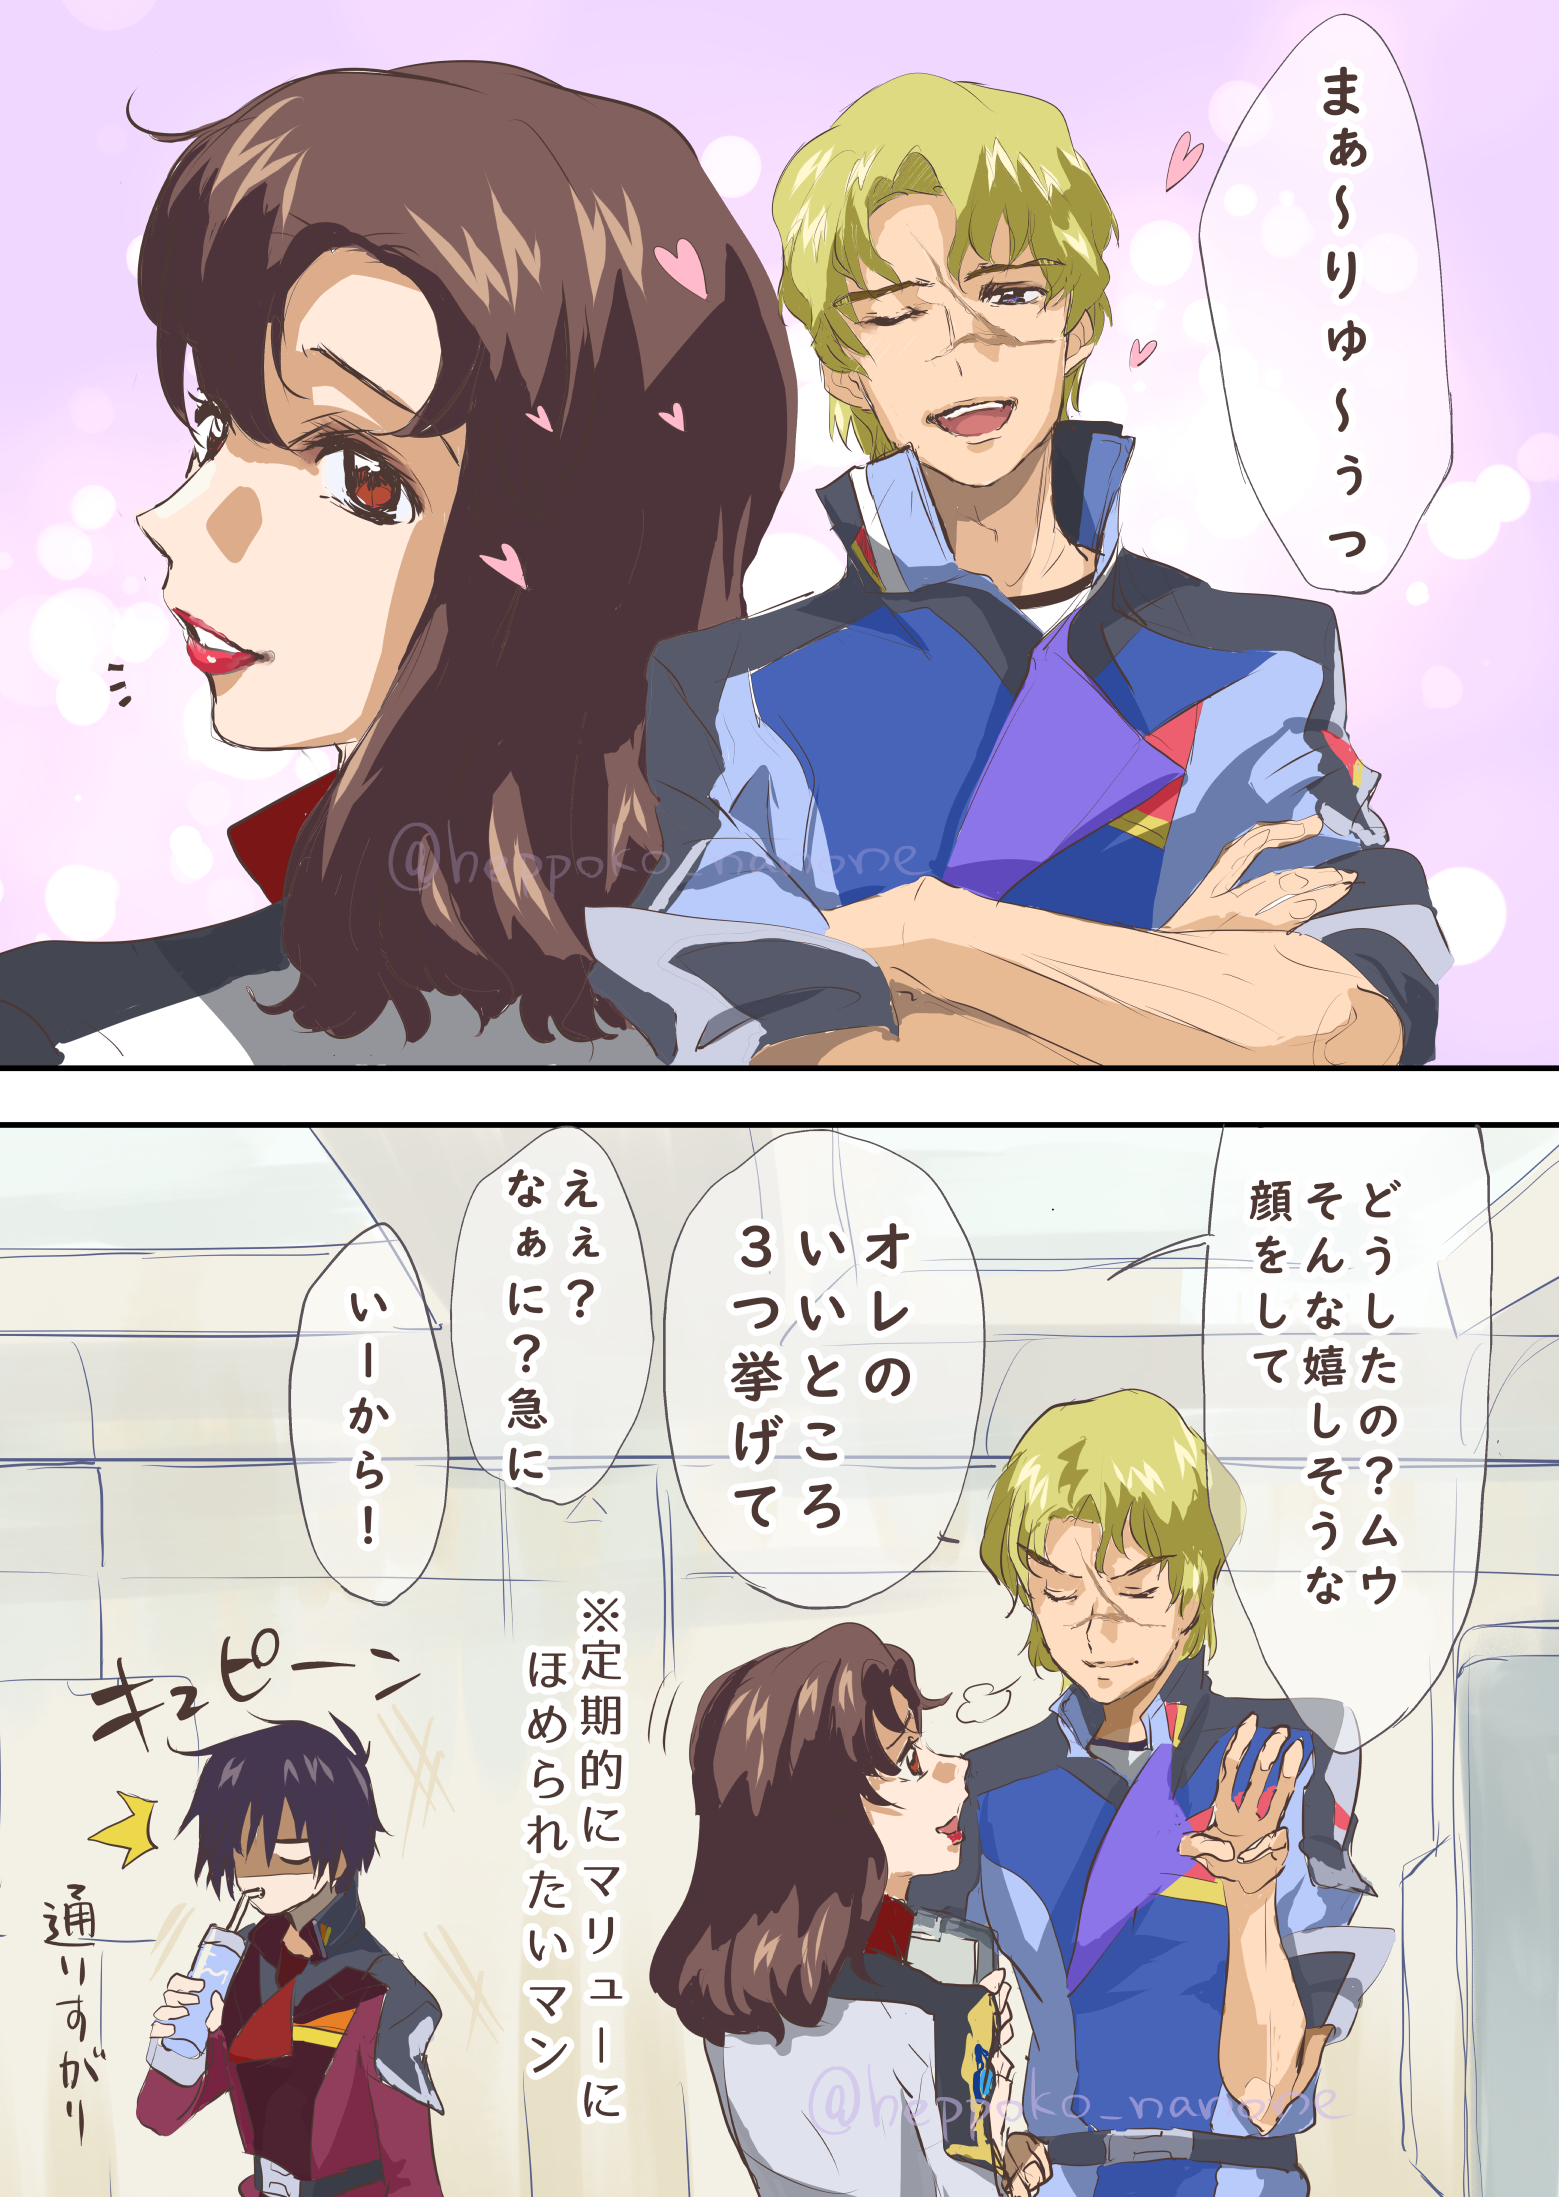 まぁ～りゅ～ぅっ
@heppoko_nanone
どうしたの？ムウ
そんな嬉しそうな
顔をして
オレの
いいところ
３つ挙げて
えぇ？
なぁに？急に
いーから！
※定期的にマリューに
ほめられたいマン
キュピーン
通りすがり
@heppoko_nanone